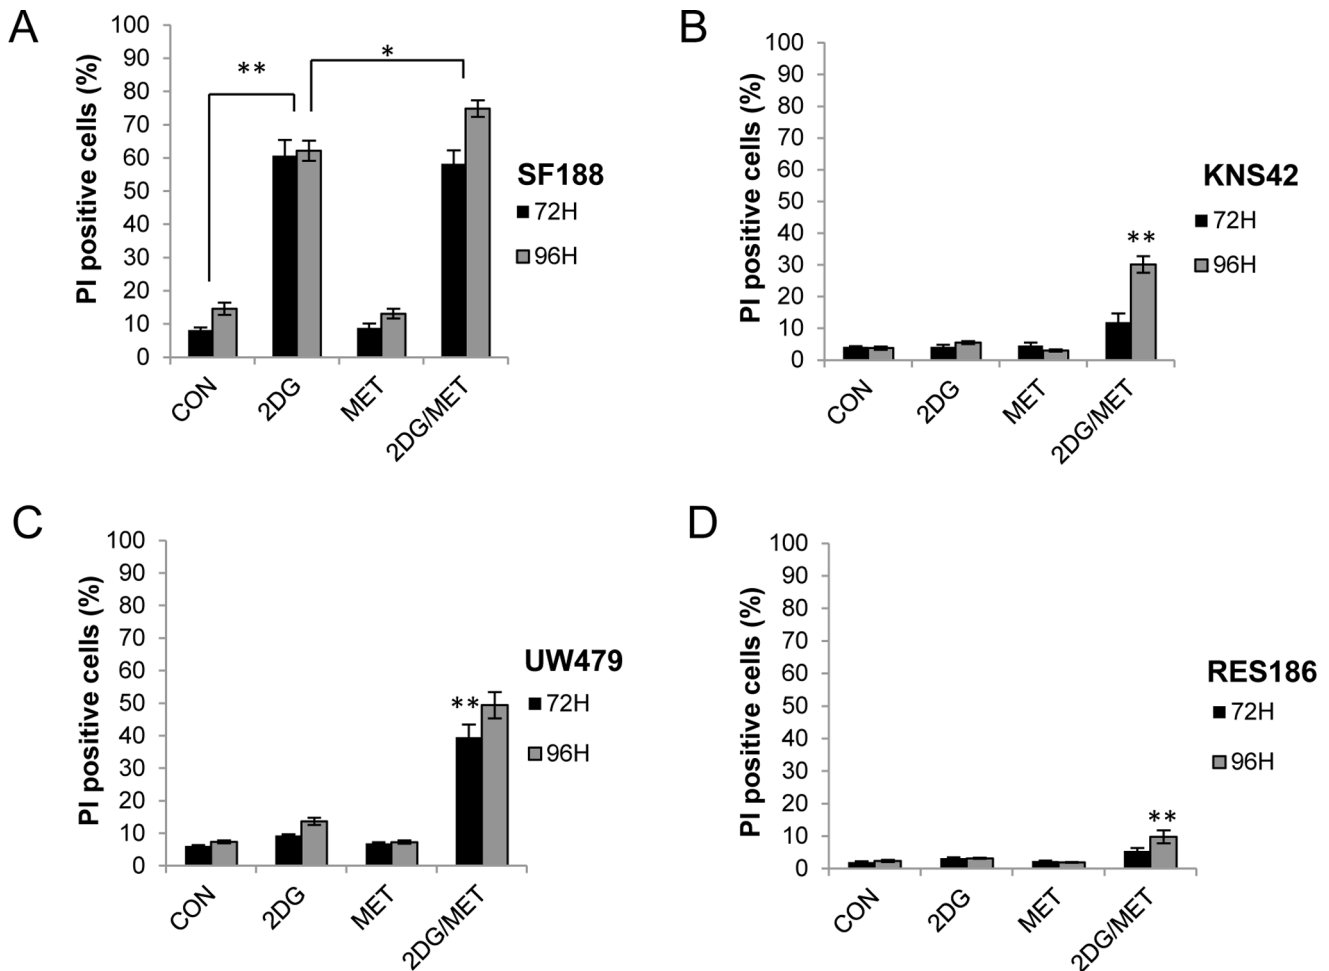 A
PI positive cells (%)
100
90
80
70
60
50
40
30
20
10
0
**
*
CON
2DG
MET
2DG/MET
SF188
72H
96H
B
PI positive cells (%)
100
90
80
70
60
50
40
30
20
10
0
**
CON
2DG
MET
2DG/MET
KNS42
72H
96H
C
PI positive cells (%)
100
90
80
70
60
50
40
30
20
10
0
**
CON
2DG
MET
2DG/MET
UW479
72H
96H
D
PI positive cells (%)
100
90
80
70
60
50
40
30
20
10
0
**
CON
2DG
MET
2DG/MET
RES186
72H
96H